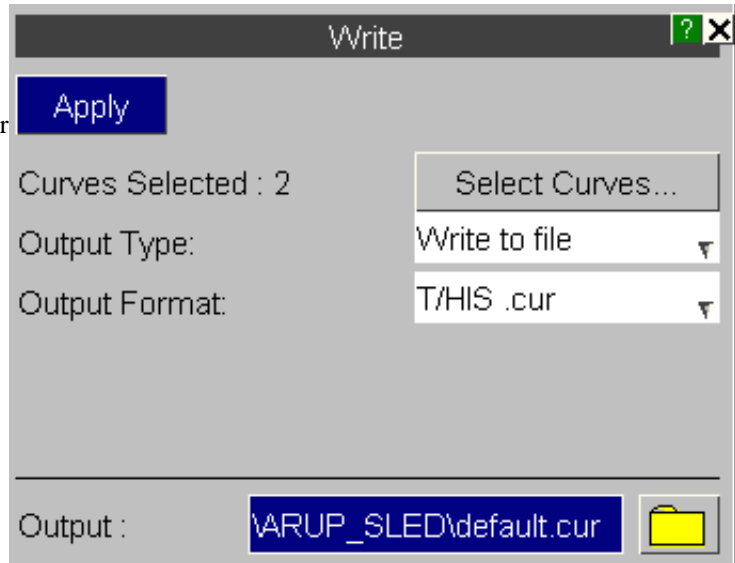 Write ? X
r
Apply
Curves Selected : 2 Select Curves...
Output Type: Write to file
Output Format: T/HIS .cur
Output : \ARUP_SLED\default.cur